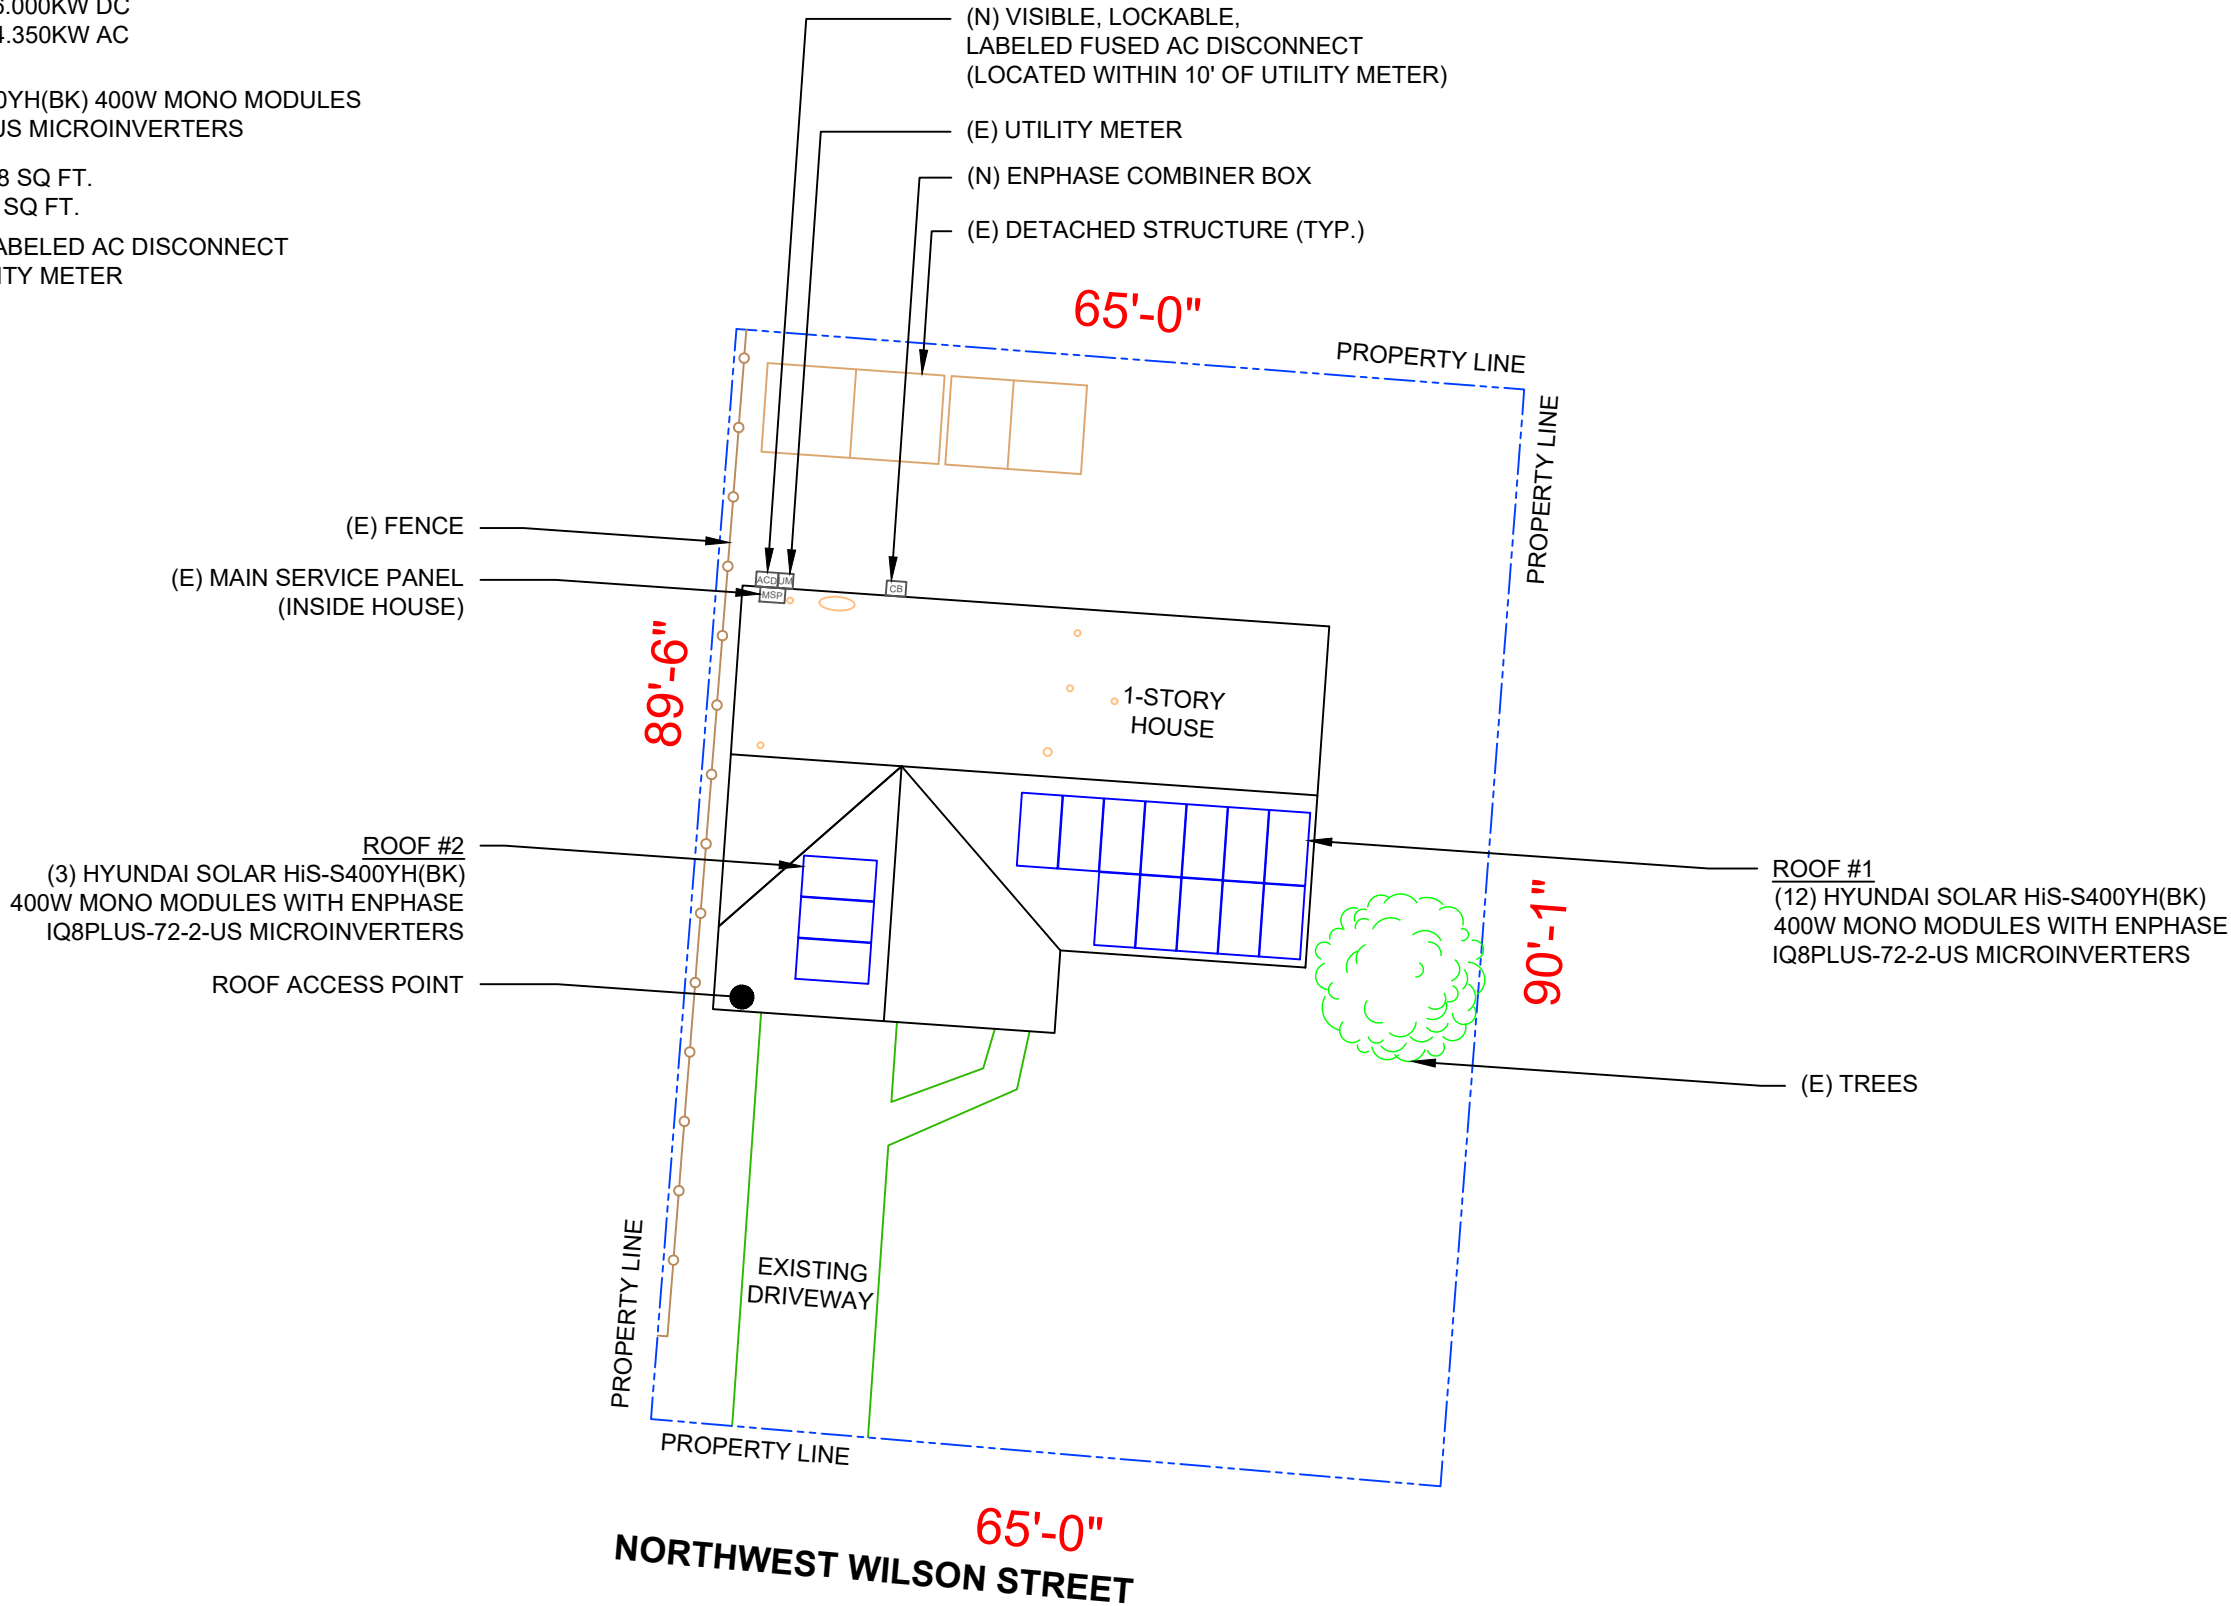 6.000KW DC
4.350KW AC
0YH(BK) 400W MONO MODULES
US MICROINVERTERS
8 SQ FT.
SQ FT.
ABELED AC DISCONNECT
ITY METER
(N) VISIBLE, LOCKABLE,
LABELED FUSED AC DISCONNECT
(LOCATED WITHIN 10' OF UTILITY METER)
(E) UTILITY METER
(N) ENPHASE COMBINER BOX
(E) DETACHED STRUCTURE (TYP.)
65'-0"
PROPERTY LINE
PROPERTY LINE
(E) FENCE
(E) MAIN SERVICE PANEL
(INSIDE HOUSE)
ACD
UM
MSP
CB
89'-6"
1-STORY
HOUSE
ROOF #2
(3) HYUNDAI SOLAR HiS-S400YH(BK)
400W MONO MODULES WITH ENPHASE
IQ8PLUS-72-2-US MICROINVERTERS
ROOF ACCESS POINT
ROOF #1
(12) HYUNDAI SOLAR HiS-S400YH(BK)
400W MONO MODULES WITH ENPHASE
IQ8PLUS-72-2-US MICROINVERTERS
90'-1"
(E) TREES
EXISTING
DRIVEWAY
PROPERTY LINE
PROPERTY LINE
65'-0"
NORTHWEST WILSON STREET